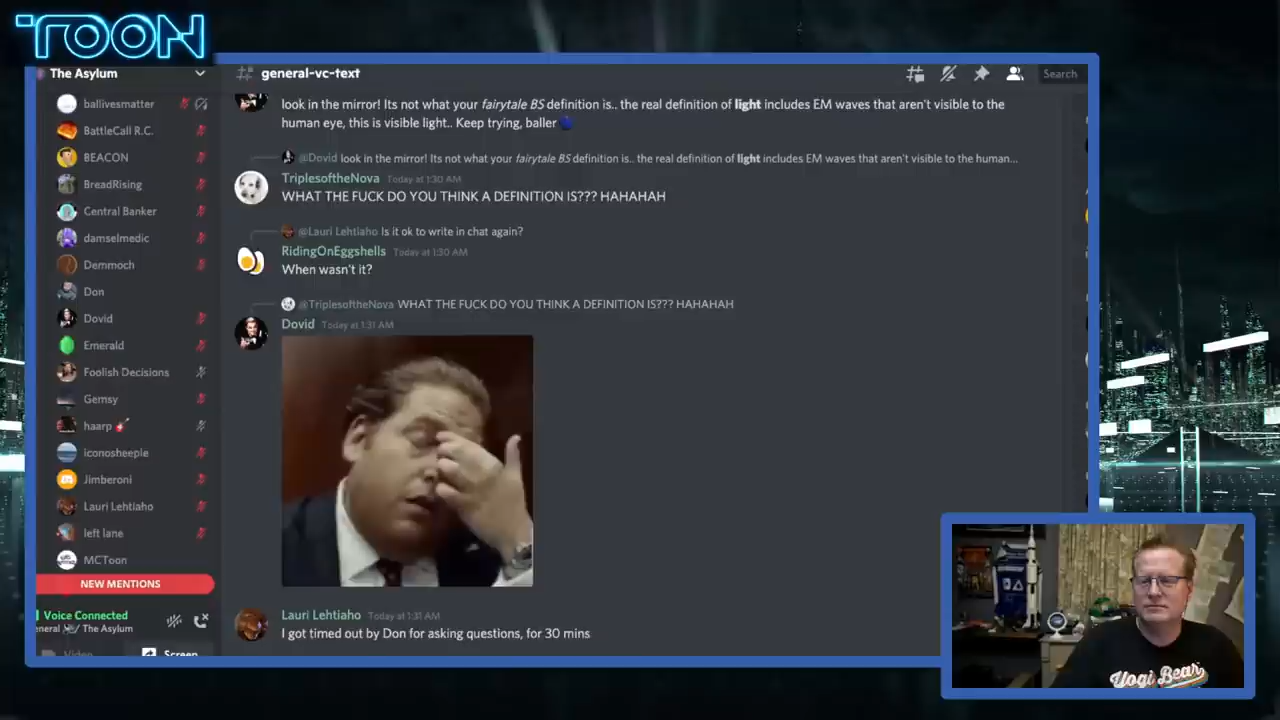 TOON
The Asylum
general-vc-text
Search
ballivesmatter
BattleCall R.C.
BEACON
BreadRising
Central Banker
damselmedic
Demmoch
Don
Dovid
Emerald
Foolish Decisions
Gemsy
haarp
iconosheeple
Jimberoni
Lauri Lehtiaho
left lane
MCToon
NEW MENTIONS
Voice Connected
eneral / The Asylum
Video
Screen
look in the mirror! Its not what your fairytale BS definition is.. the real definition of light includes EM waves that aren't visible to the
human eye, this is visible light.. Keep trying, baller
@Dovid look in the mirror! Its not what your fairytale BS definition is.. the real definition of light includes EM waves that aren't visible to the human...
TriplesoftheNova Today at 1:30 AM
WHAT THE FUCK DO YOU THINK A DEFINITION IS??? HAHAHAH
@Lauri Lehtiaho Is it ok to write in chat again?
RidingOnEggshells Today at 1:30 AM
When wasn't it?
@TriplesoftheNova WHAT THE FUCK DO YOU THINK A DEFINITION IS??? HAHAHAH
Dovid Today at 1:31 AM
Lauri Lehtiaho Today at 1:31 AM
I got timed out by Don for asking questions, for 30 mins
Yogi Bear